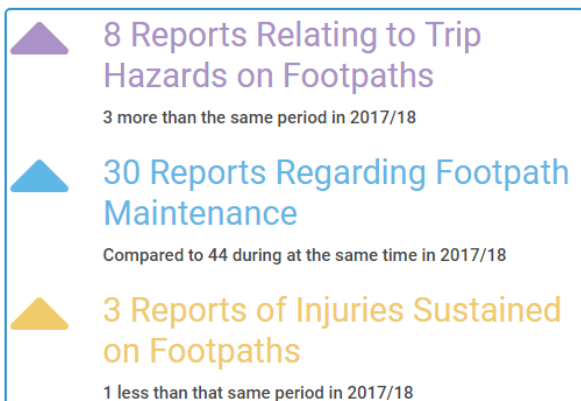 8 Reports Relating to Trip
Hazards on Footpaths
3 more than the same period in 2017/18
30 Reports Regarding Footpath
Maintenance
Compared to 44 during at the same time in 2017/18
3 Reports of Injuries Sustained
on Footpaths
1 less than that same period in 2017/18